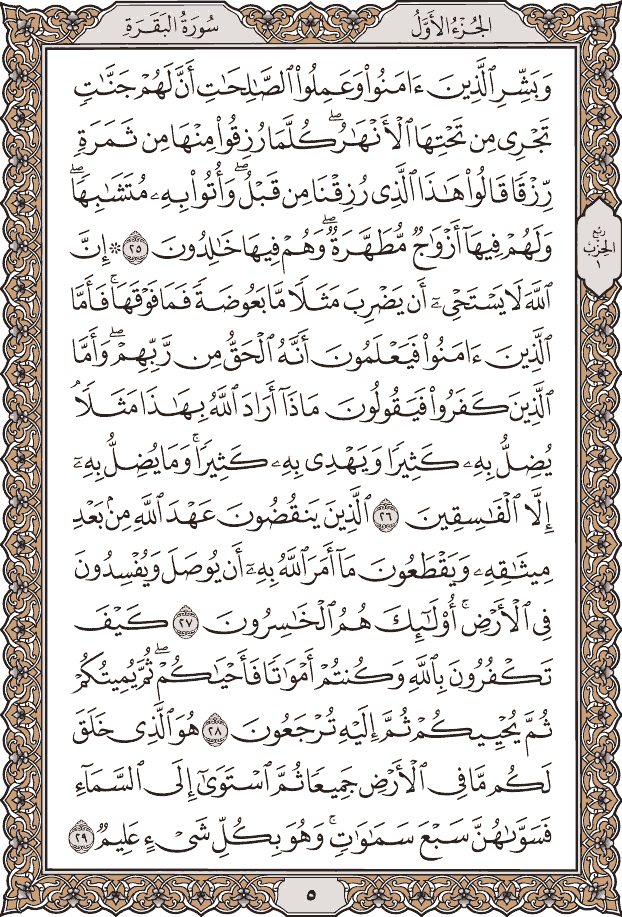 الجُزْءُ الأَوَّلُ
سُورَةُ البَقَرَةِ
وَبَشِّرِ ٱلَّذِينَ ءَامَنُوا۟ وَعَمِلُوا۟ ٱلصَّـٰلِحَـٰتِ أَنَّ لَهُمْ جَنَّـٰتٍ
تَجْرِى مِن تَحْتِهَا ٱلْأَنْهَـٰرُ ۖ كُلَّمَا رُزِقُوا۟ مِنْهَا مِن ثَمَرَةٍ
رِّزْقًا قَالُوا۟ هَـٰذَا ٱلَّذِى رُزِقْنَا مِن قَبْلُ ۖ وَأُتُوا۟ بِهِۦ مُتَشَـٰبِهًا ۖ
وَلَهُمْ فِيهَآ أَزْوَٰجٌ مُّطَهَّرَةٌ ۖ وَهُمْ فِيهَا خَـٰلِدُونَ ٢٥ ۞ إِنَّ
ٱللَّهَ لَا يَسْتَحْىِۦٓ أَن يَضْرِبَ مَثَلًا مَّا بَعُوضَةً فَمَا فَوْقَهَا ۚ فَأَمَّا
ٱلَّذِينَ ءَامَنُوا۟ فَيَعْلَمُونَ أَنَّهُ ٱلْحَقُّ مِن رَّبِّهِمْ ۖ وَأَمَّا
ٱلَّذِينَ كَفَرُوا۟ فَيَقُولُونَ مَاذَآ أَرَادَ ٱللَّهُ بِهَـٰذَا مَثَلًا ۘ
يُضِلُّ بِهِۦ كَثِيرًا وَيَهْدِى بِهِۦ كَثِيرًا ۚ وَمَا يُضِلُّ بِهِۦٓ
إِلَّا ٱلْفَـٰسِقِينَ ٢٦ ٱلَّذِينَ يَنقُضُونَ عَهْدَ ٱللَّهِ مِنۢ بَعْدِ
مِيثَـٰقِهِۦ وَيَقْطَعُونَ مَآ أَمَرَ ٱللَّهُ بِهِۦٓ أَن يُوصَلَ وَيُفْسِدُونَ
فِى ٱلْأَرْضِ ۚ أُو۟لَـٰٓئِكَ هُمُ ٱلْخَـٰسِرُونَ ٢٧ كَيْفَ
تَكْفُرُونَ بِٱللَّهِ وَكُنتُمْ أَمْوَٰتًا فَأَحْيَـٰكُمْ ۖ ثُمَّ يُمِيتُكُمْ
ثُمَّ يُحْيِيكُمْ ثُمَّ إِلَيْهِ تُرْجَعُونَ ٢٨ هُوَ ٱلَّذِى خَلَقَ
لَكُم مَّا فِى ٱلْأَرْضِ جَمِيعًا ثُمَّ ٱسْتَوَىٰٓ إِلَى ٱلسَّمَآءِ
فَسَوَّىٰهُنَّ سَبْعَ سَمَـٰوَٰتٍ ۚ وَهُوَ بِكُلِّ شَىْءٍ عَلِيمٌ ٢٩
رُبْع
الحِزْب
١
٥